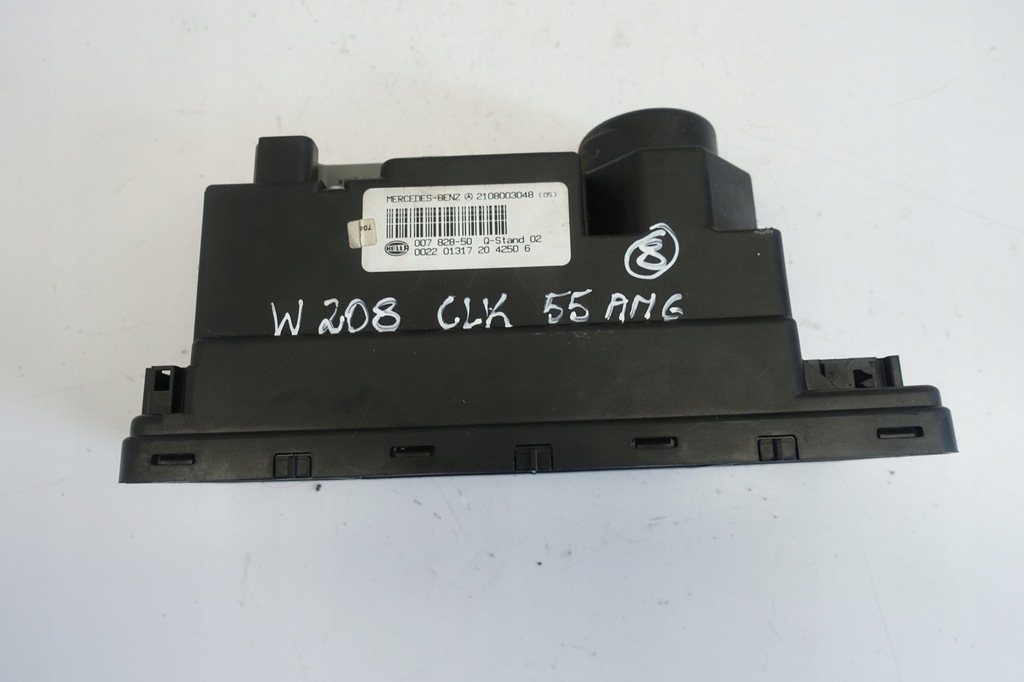 MERCEDES-BENZ 2108003048 (05)
704
HELLA 007 828-50 Q-Stand 02
0022 01317 20 4250 6
8
W 208 CLK 55 AMG